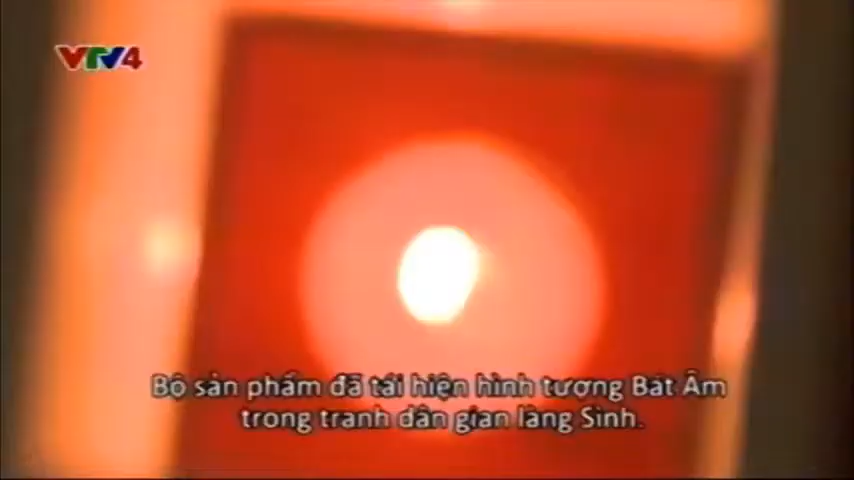 VTV4
Bộ sản phẩm đã tái hiện hình tượng Bát Âm
trong tranh dân gian làng Sình.